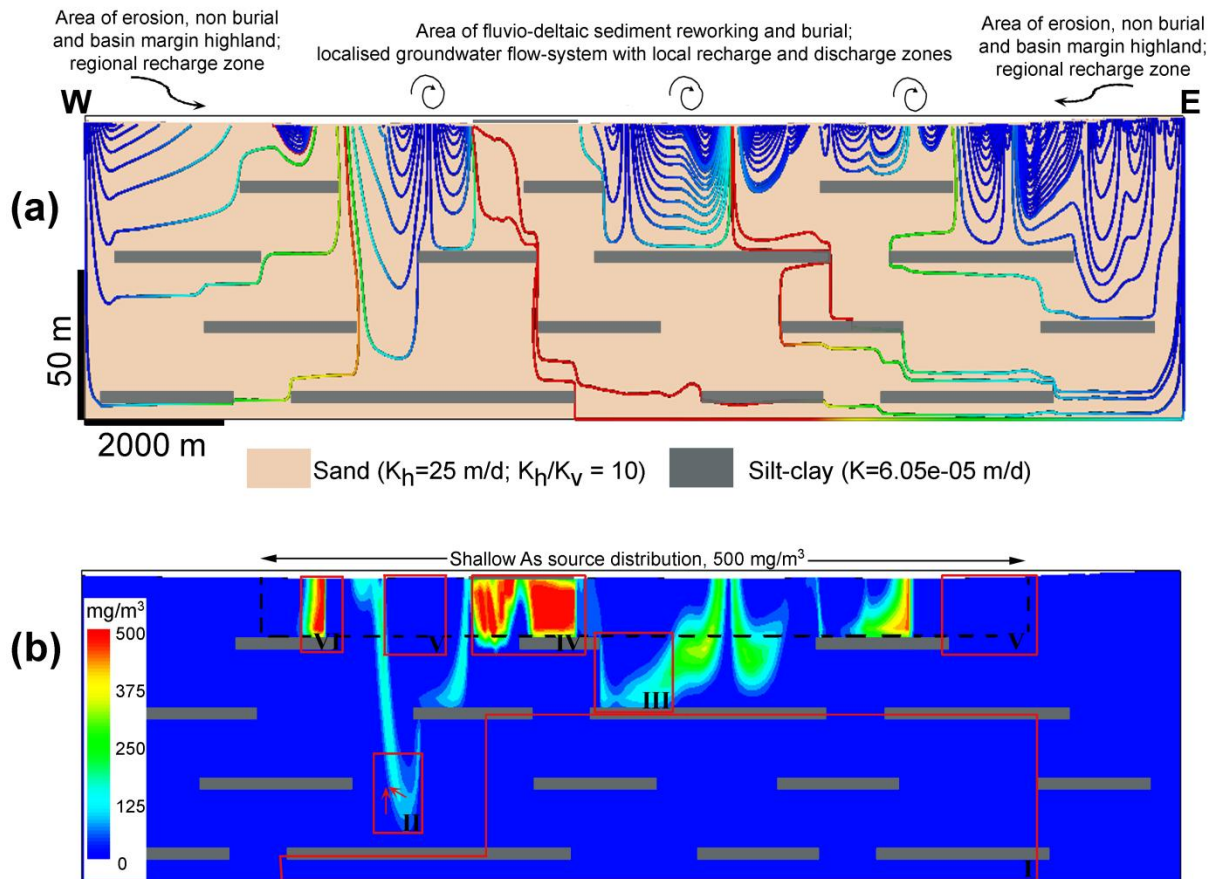 Area of erosion, non burial
and basin margin highland;
regional recharge zone
Area of fluvio-deltaic sediment reworking and burial;
localised groundwater flow-system with local recharge and discharge zones
Area of erosion, non burial
and basin margin highland;
regional recharge zone
W
E
(a)
50 m
2000 m
Sand (Kh=25 m/d; Kh/Kv = 10)
Silt-clay (K=6.05e-05 m/d)
Shallow As source distribution, 500 mg/m³
(b)
mg/m³
500
375
250
125
0
VI
V
IV
V
III
II
I